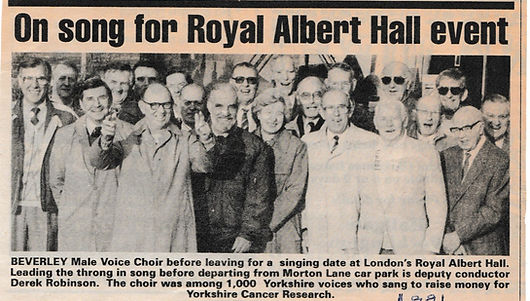 On song for Royal Albert Hall event
BEVERLEY Male Voice Choir before leaving for a singing date at London's Royal Albert Hall.
Leading the throng in song before departing from Morton Lane car park is deputy conductor
Derek Robinson. The choir was among 1,000 Yorkshire voices who sang to raise money for
Yorkshire Cancer Research.